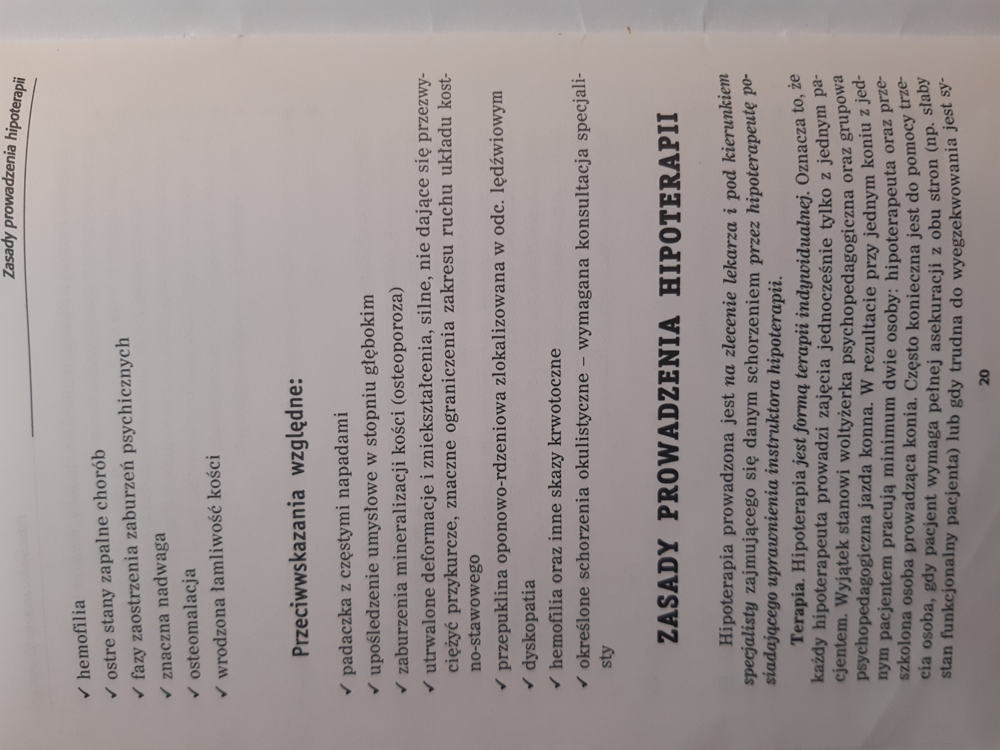 Zasady prowadzenia hipoterapii
✓ hemofilia
✓ ostre stany zapalne chorób
✓ fazy zaostrzenia zaburzeń psychicznych
✓ znaczna nadwaga
✓ osteomalacja
✓ wrodzona łamliwość kości
Przeciwwskazania względne:
✓ padaczka z częstymi napadami
✓ upośledzenie umysłowe w stopniu głębokim
✓ zaburzenia mineralizacji kości (osteoporoza)
✓ utrwalone deformacje i zniekształcenia, silne, nie dające się przezwy-
ciężyć przykurcze, znaczne ograniczenia zakresu ruchu układu kost-
no-stawowego
✓ przepuklina oponowo-rdzeniowa zlokalizowana w odc. lędźwiowym
✓ dyskopatia
✓ hemofilia oraz inne skazy krwotoczne
✓ określone schorzenia okulistyczne – wymagana konsultacja specjali-
sty
ZASADY PROWADZENIA HIPOTERAPII
Hipoterapia prowadzona jest na zlecenie lekarza i pod kierunkiem
specjalisty zajmującego się danym schorzeniem przez hipoterapeutę po-
siadającego uprawnienia instruktora hipoterapii.
Terapia. Hipoterapia jest formą terapii indywidualnej. Oznacza to, że
każdy hipoterapeuta prowadzi zajęcia jednocześnie tylko z jednym pa-
cjentem. Wyjątek stanowi woltyżerka psychopedagogiczna oraz grupowa
psychopedagogiczna jazda konna. W rezultacie przy jednym koniu z jed-
nym pacjentem pracują minimum dwie osoby: hipoterapeuta oraz prze-
szkolona osoba prowadząca konia. Często konieczna jest do pomocy trze-
cia osoba, gdy pacjent wymaga pełnej asekuracji z obu stron (np. słaby
stan funkcjonalny pacjenta) lub gdy trudna do wyegzekwowania jest sy-
20